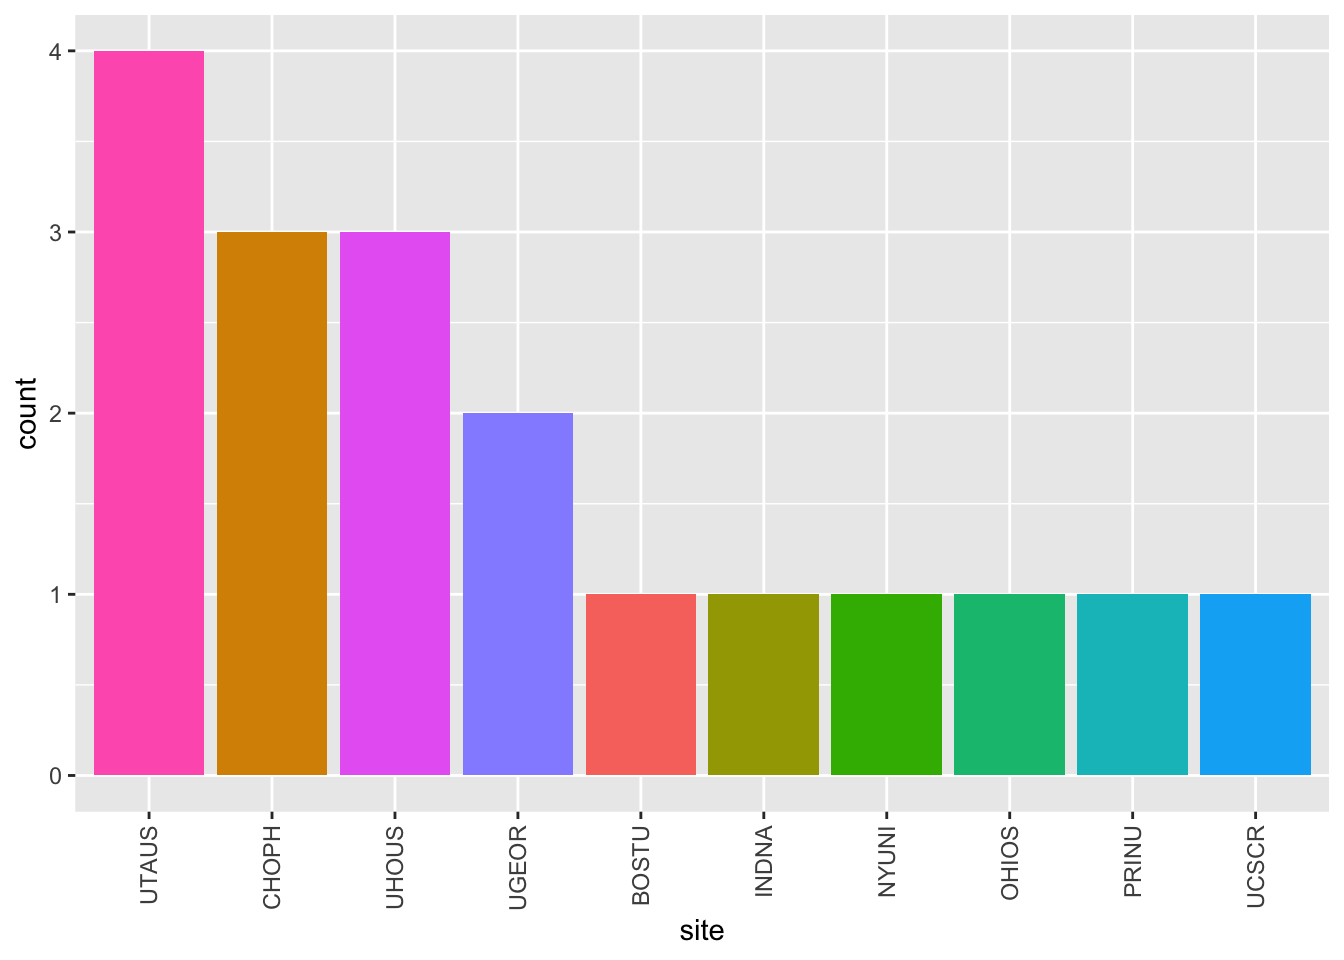 count
4
3
2
1
0
UTAUS
CHOPH
UHOUS
UGEOR
BOSTU
INDNA
NYUNI
OHIOS
PRINU
UCSCR
site